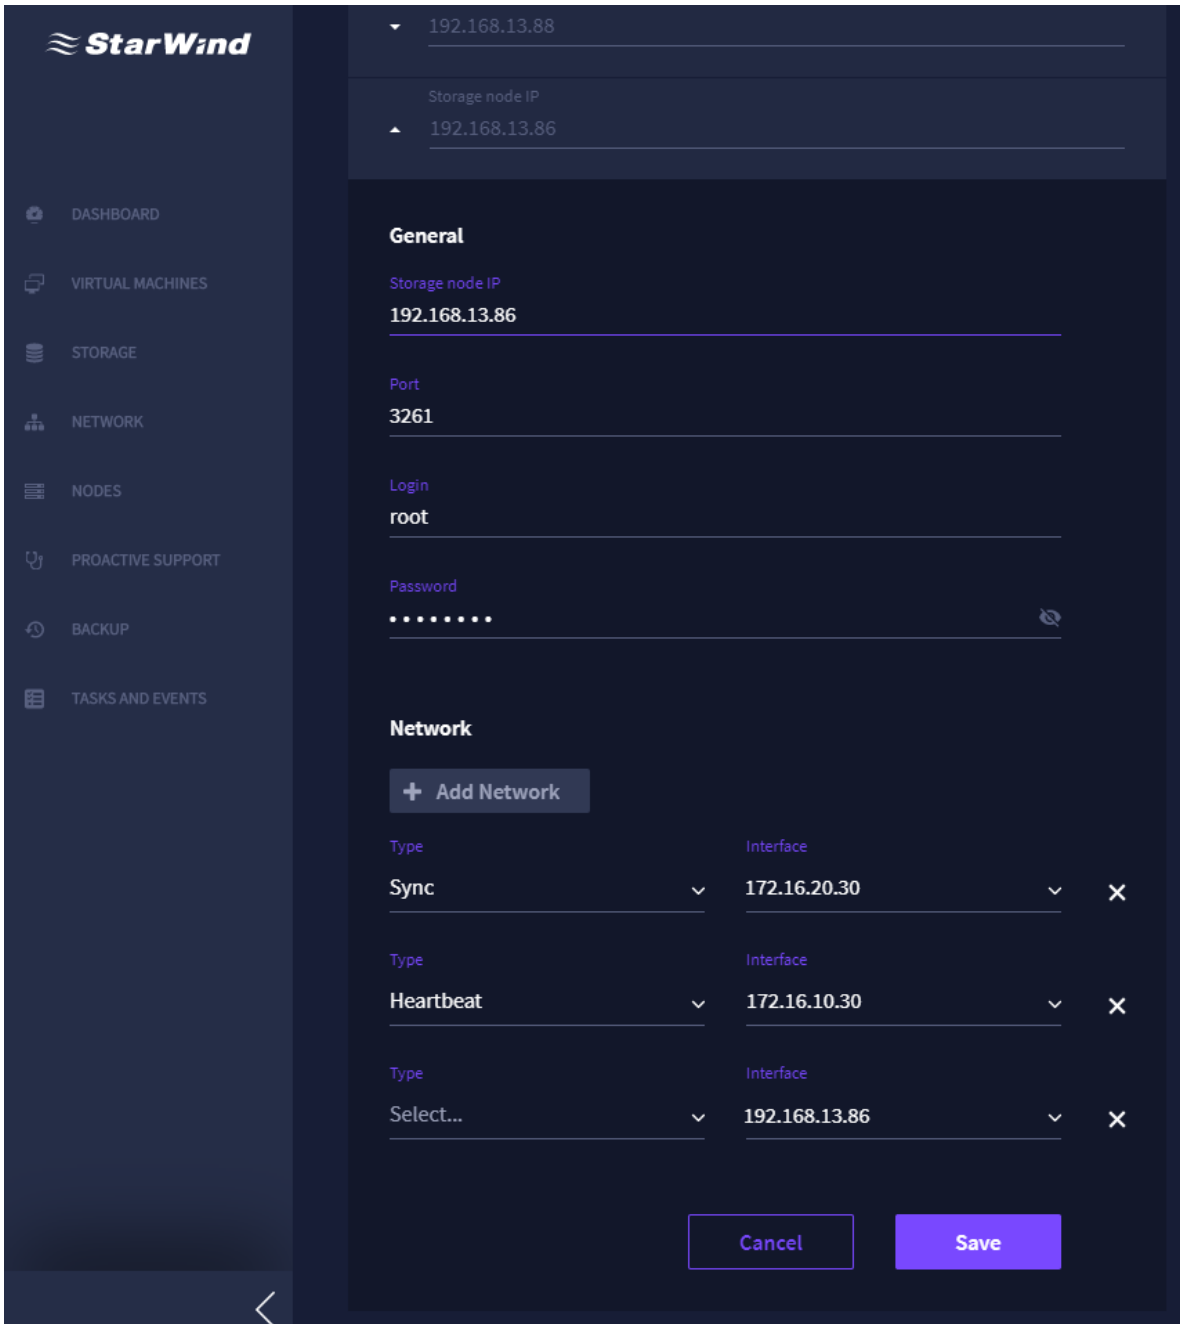 StarWind
DASHBOARD
VIRTUAL MACHINES
STORAGE
NETWORK
NODES
PROACTIVE SUPPORT
BACKUP
TASKS AND EVENTS
192.168.13.88
Storage node IP
192.168.13.86
General
Storage node IP
192.168.13.86
Port
3261
Login
root
Password
••••••••
Network
+ Add Network
Type Interface
Sync 172.16.20.30
Type Interface
Heartbeat 172.16.10.30
Type Interface
Select... 192.168.13.86
Cancel Save